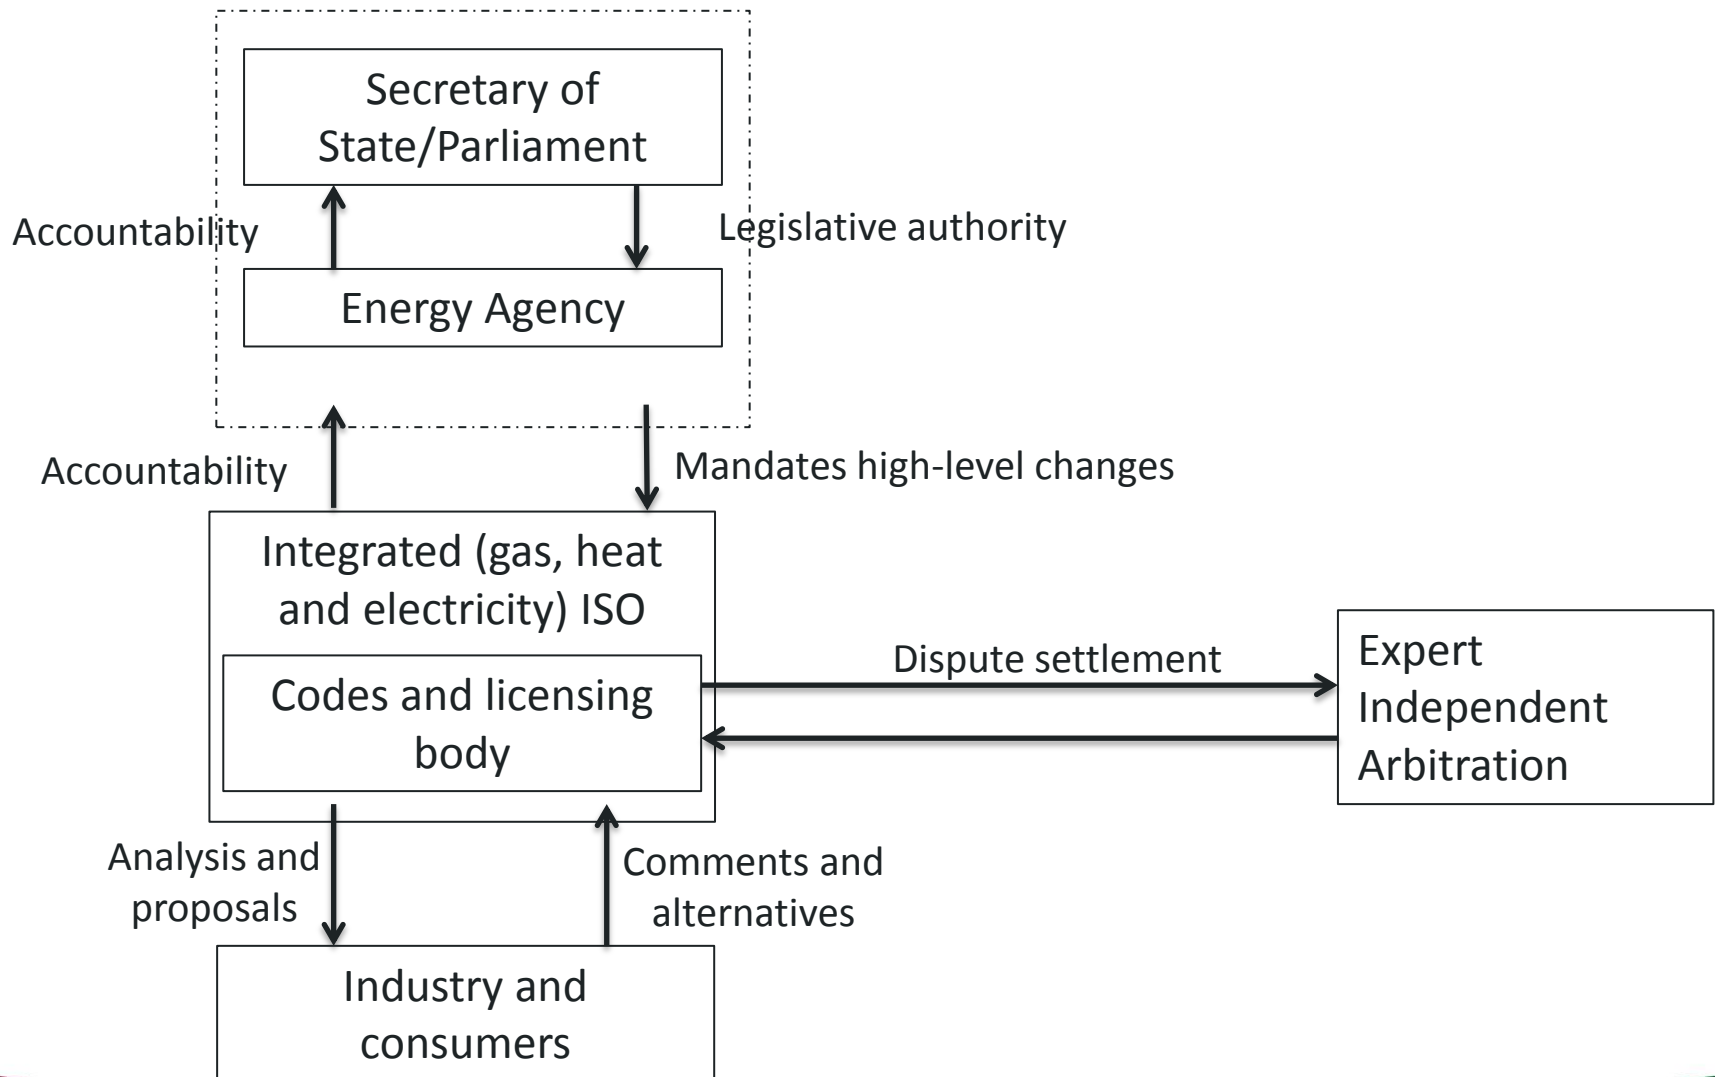 Secretary of
State/Parliament
Accountability
Legislative authority
Energy Agency
Accountability
Mandates high-level changes
Integrated (gas, heat
and electricity) ISO
Codes and licensing
body
Dispute settlement
Expert
Independent
Arbitration
Analysis and
proposals
Comments and
alternatives
Industry and
consumers